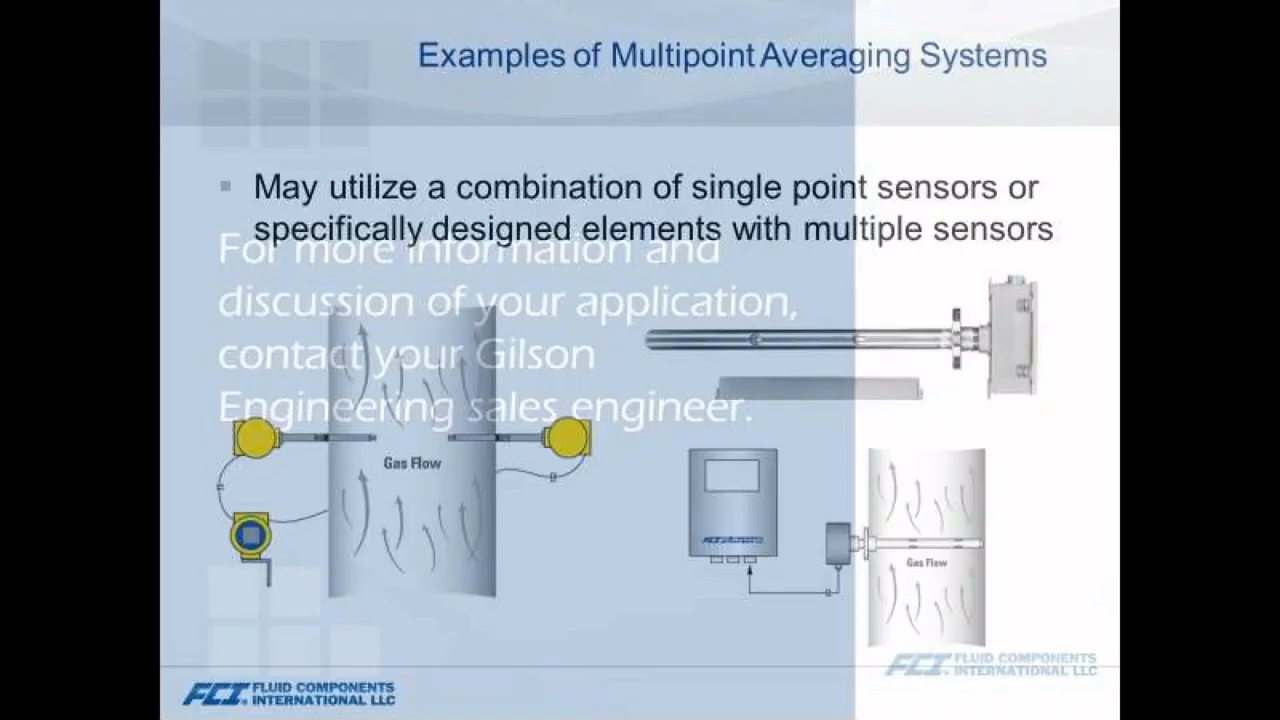 Examples of Multipoint Averaging Systems
May utilize a combination of single point sensors or
specifically designed elements with multiple sensors
For more information and
discussion of your application,
contact your Gilson
Engineering sales engineer.
Gas Flow
Gas Flow
FCI FLUID COMPONENTS
INTERNATIONAL LLC
FCI. FLUID COMPONENTS
INTERNATIONAL LLC